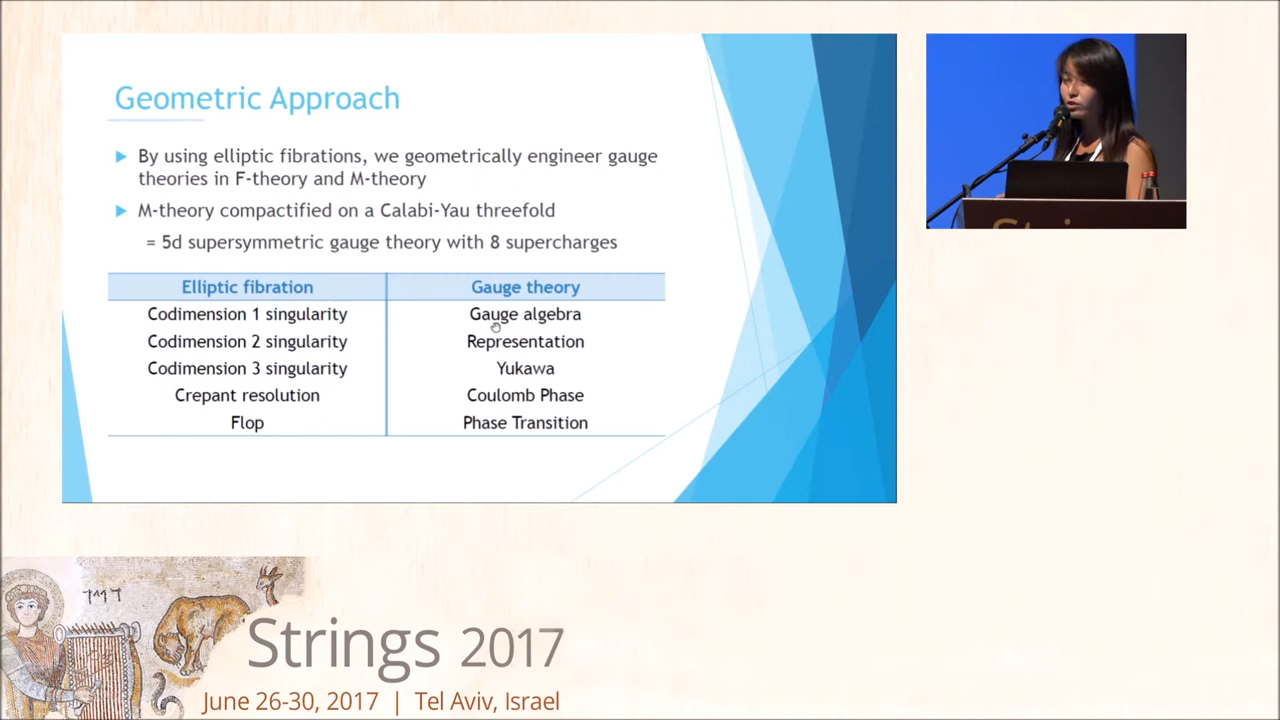 Geometric Approach
By using elliptic fibrations, we geometrically engineer gauge
theories in F-theory and M-theory
M-theory compactified on a Calabi-Yau threefold
= 5d supersymmetric gauge theory with 8 supercharges
Elliptic fibration Gauge theory
Codimension 1 singularity Gauge algebra
Codimension 2 singularity Representation
Codimension 3 singularity Yukawa
Crepant resolution Coulomb Phase
Flop Phase Transition
Strings 2017
June 26-30, 2017 | Tel Aviv, Israel